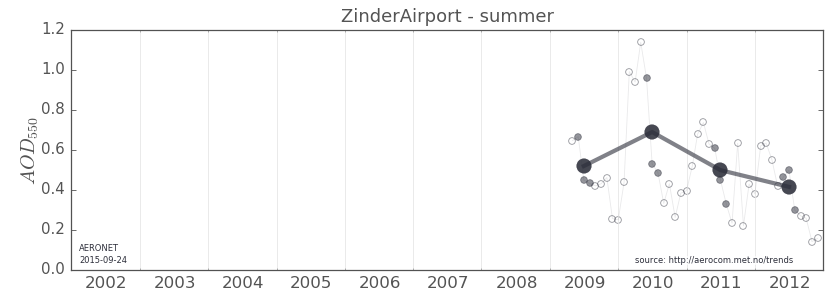 ZinderAirport - summer
1.2
1.0
0.8
0.6
0.4
0.2
0.0
AOD550
AERONET
2015-09-24
source: http://aerocom.met.no/trends
2002 2003 2004 2005 2006 2007 2008 2009 2010 2011 2012